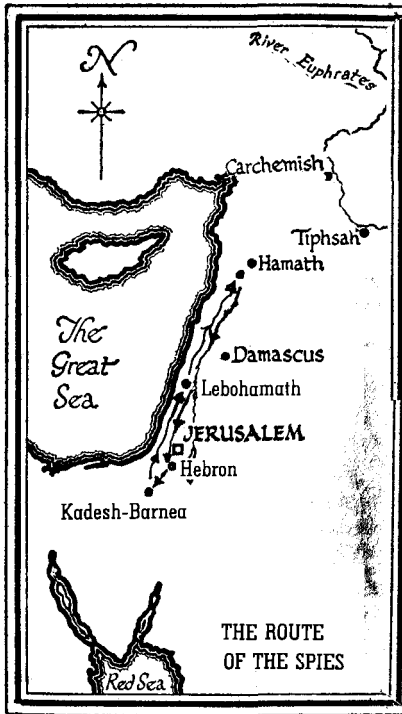 N
River Euphrates
Carchemish
Tiphsah
Hamath
The
Great
Sea
Damascus
Lebohamath
JERUSALEM
Hebron
Kadesh-Barnea
THE ROUTE
OF THE SPIES
Red Sea